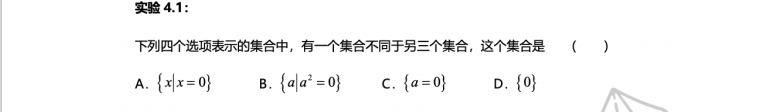 实验 4.1：
下列四个选项表示的集合中，有一个集合不同于另三个集合，这个集合是 （ ）
A. {x|x=0} B. {a|a²=0} C. {a=0} D. {0}